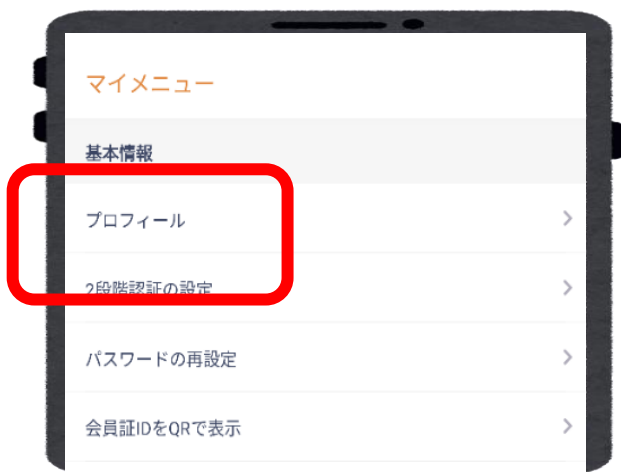 マイメニュー
基本情報
プロフィール
2段階認証の設定
パスワードの再設定
会員証IDをQRで表示